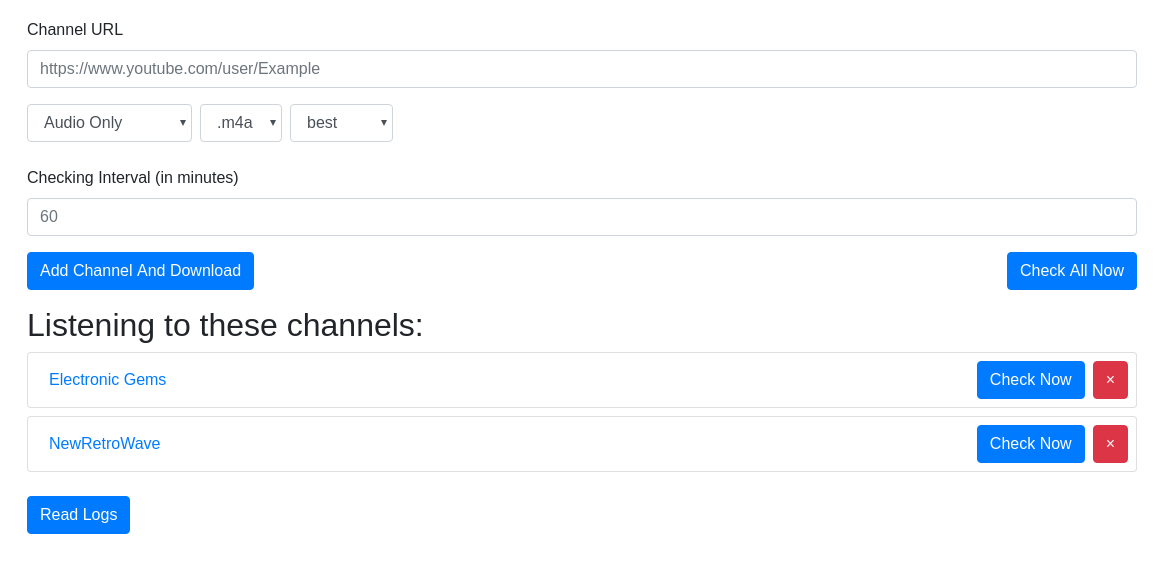 Channel URL
https://www.youtube.com/user/Example
Audio Only .m4a best
Checking Interval (in minutes)
60
Add Channel And Download Check All Now
Listening to these channels:
Electronic Gems Check Now ×
NewRetroWave Check Now ×
Read Logs